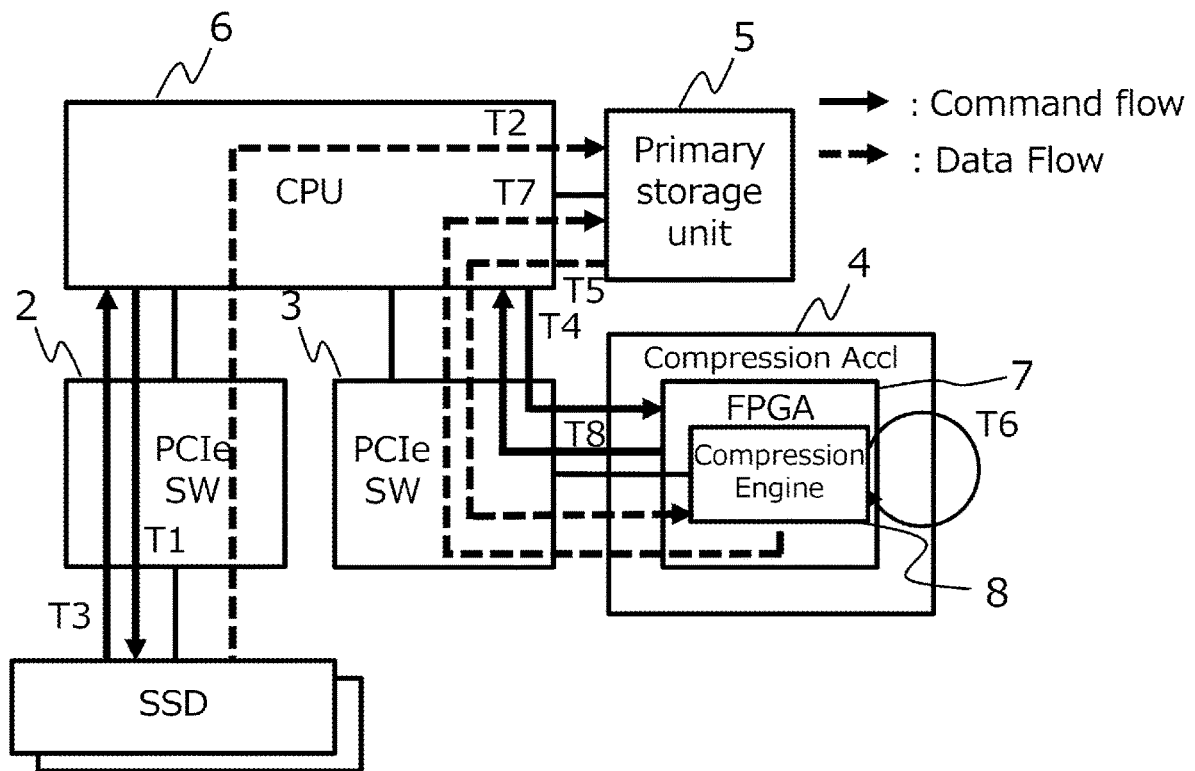 6
5
T2
Primary
storage
unit
: Command flow
: Data Flow
CPU
T7
T5
4
2
3
T4
Compression Accl
7
FPGA
T8
T6
Compression
Engine
PCIe
SW
PCIe
SW
T1
8
T3
SSD